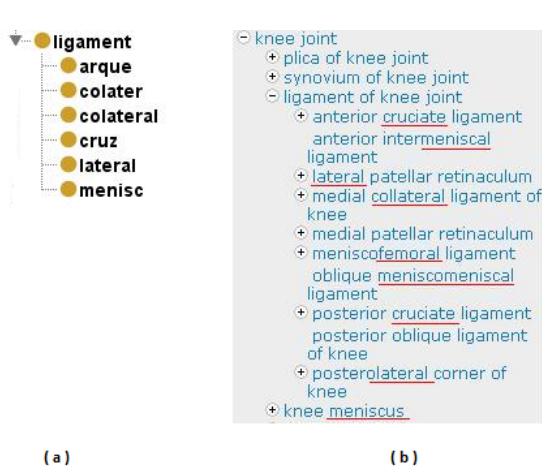 ligament
arque
colater
colateral
cruz
lateral
menisc
knee joint
plica of knee joint
synovium of knee joint
ligament of knee joint
anterior cruciate ligament
anterior intermeniscal
ligament
lateral patellar retinaculum
medial collateral ligament of
knee
medial patellar retinaculum
meniscofemoral ligament
oblique meniscomeniscal
ligament
posterior cruciate ligament
posterior oblique ligament
of knee
posterolateral corner of
knee
knee meniscus
(a)
(b)